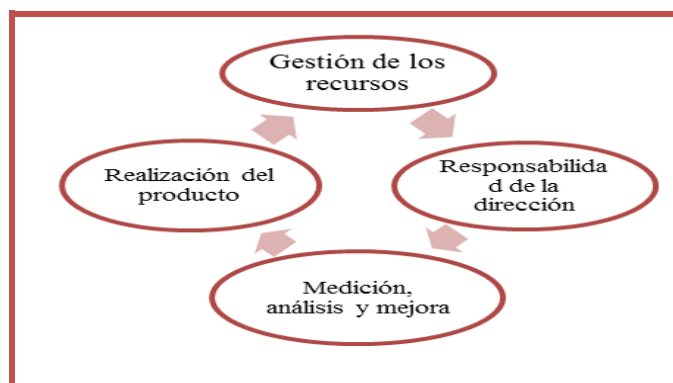 Gestión de los
recursos
Responsabilida
d de la
dirección
Medición,
análisis y mejora
Realización del
producto